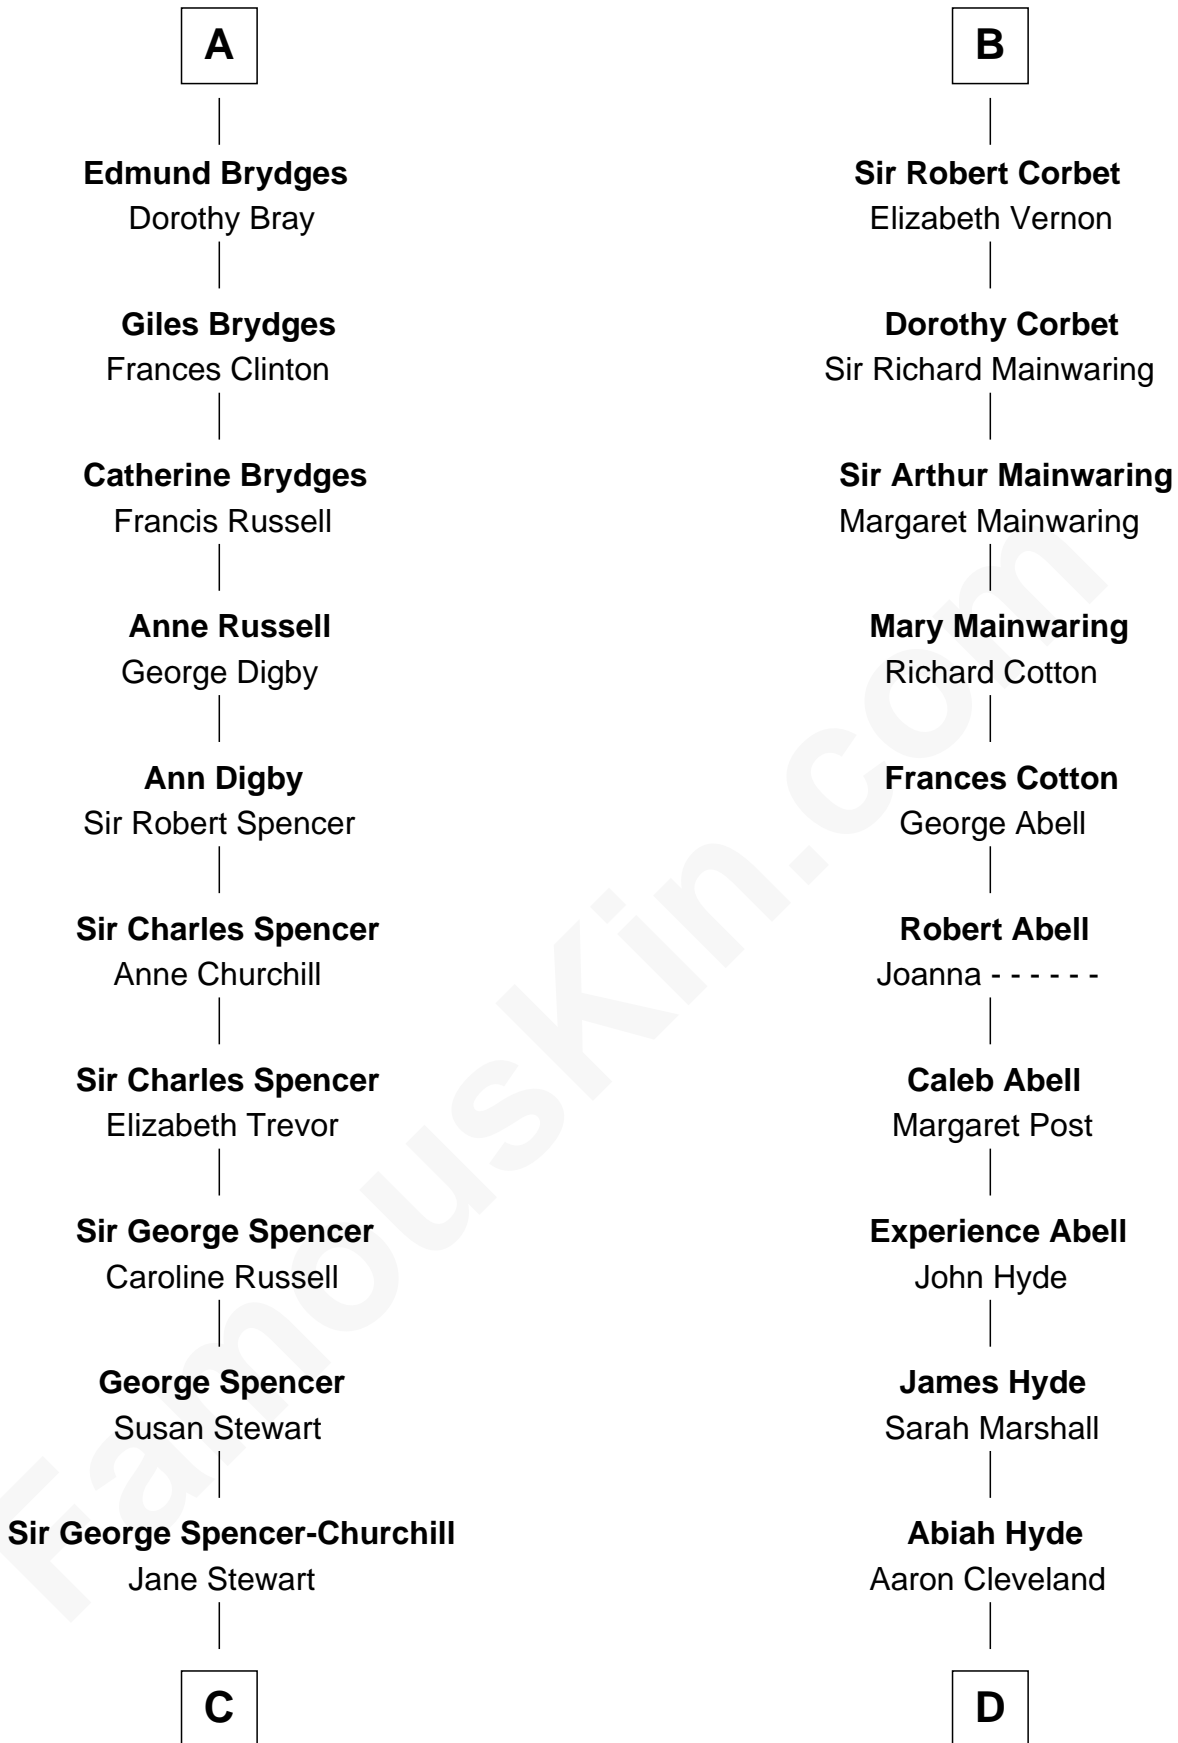 A
Edmund Brydges
Dorothy Bray
Giles Brydges
Frances Clinton
Catherine Brydges
Francis Russell
Anne Russell
George Digby
Ann Digby
Sir Robert Spencer
Sir Charles Spencer
Anne Churchill
Sir Charles Spencer
Elizabeth Trevor
Sir George Spencer
Caroline Russell
George Spencer
Susan Stewart
Sir George Spencer-Churchill
Jane Stewart
C
B
Sir Robert Corbet
Elizabeth Vernon
Dorothy Corbet
Sir Richard Mainwaring
Sir Arthur Mainwaring
Margaret Mainwaring
Mary Mainwaring
Richard Cotton
Frances Cotton
George Abell
Robert Abell
Joanna - - - - - -
Caleb Abell
Margaret Post
Experience Abell
John Hyde
James Hyde
Sarah Marshall
Abiah Hyde
Aaron Cleveland
D
FamousKin.com